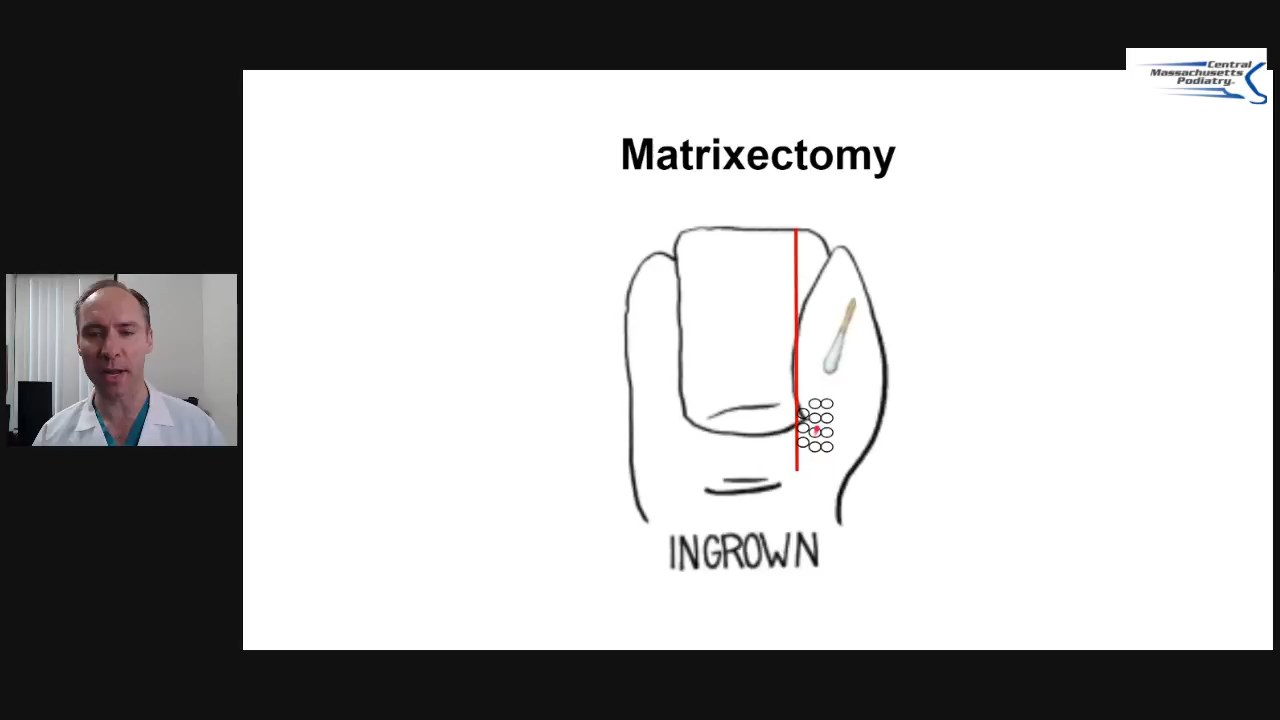 Central
Massachusetts
Podiatry
Matrixectomy
INGROWN